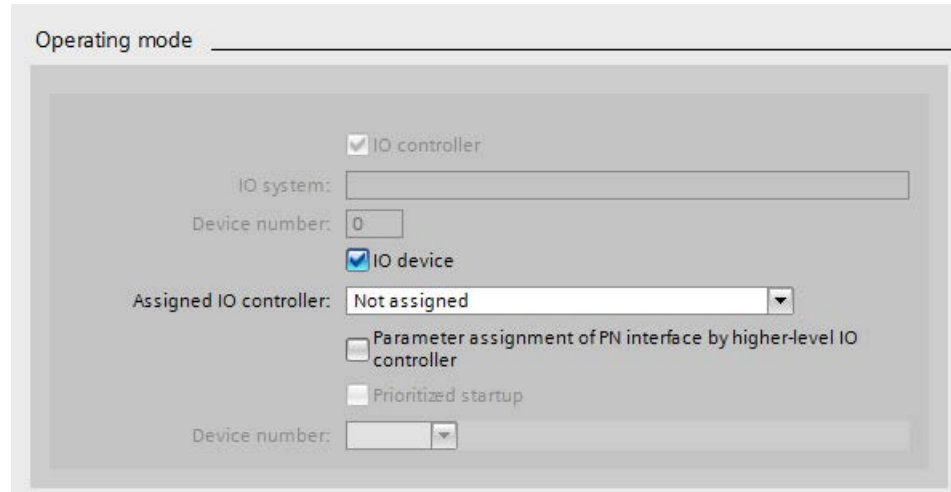 Operating mode
IO controller
IO system:
Device number: 0
IO device
Assigned IO controller: Not assigned
Parameter assignment of PN interface by higher-level IO
controller
Prioritized startup
Device number: